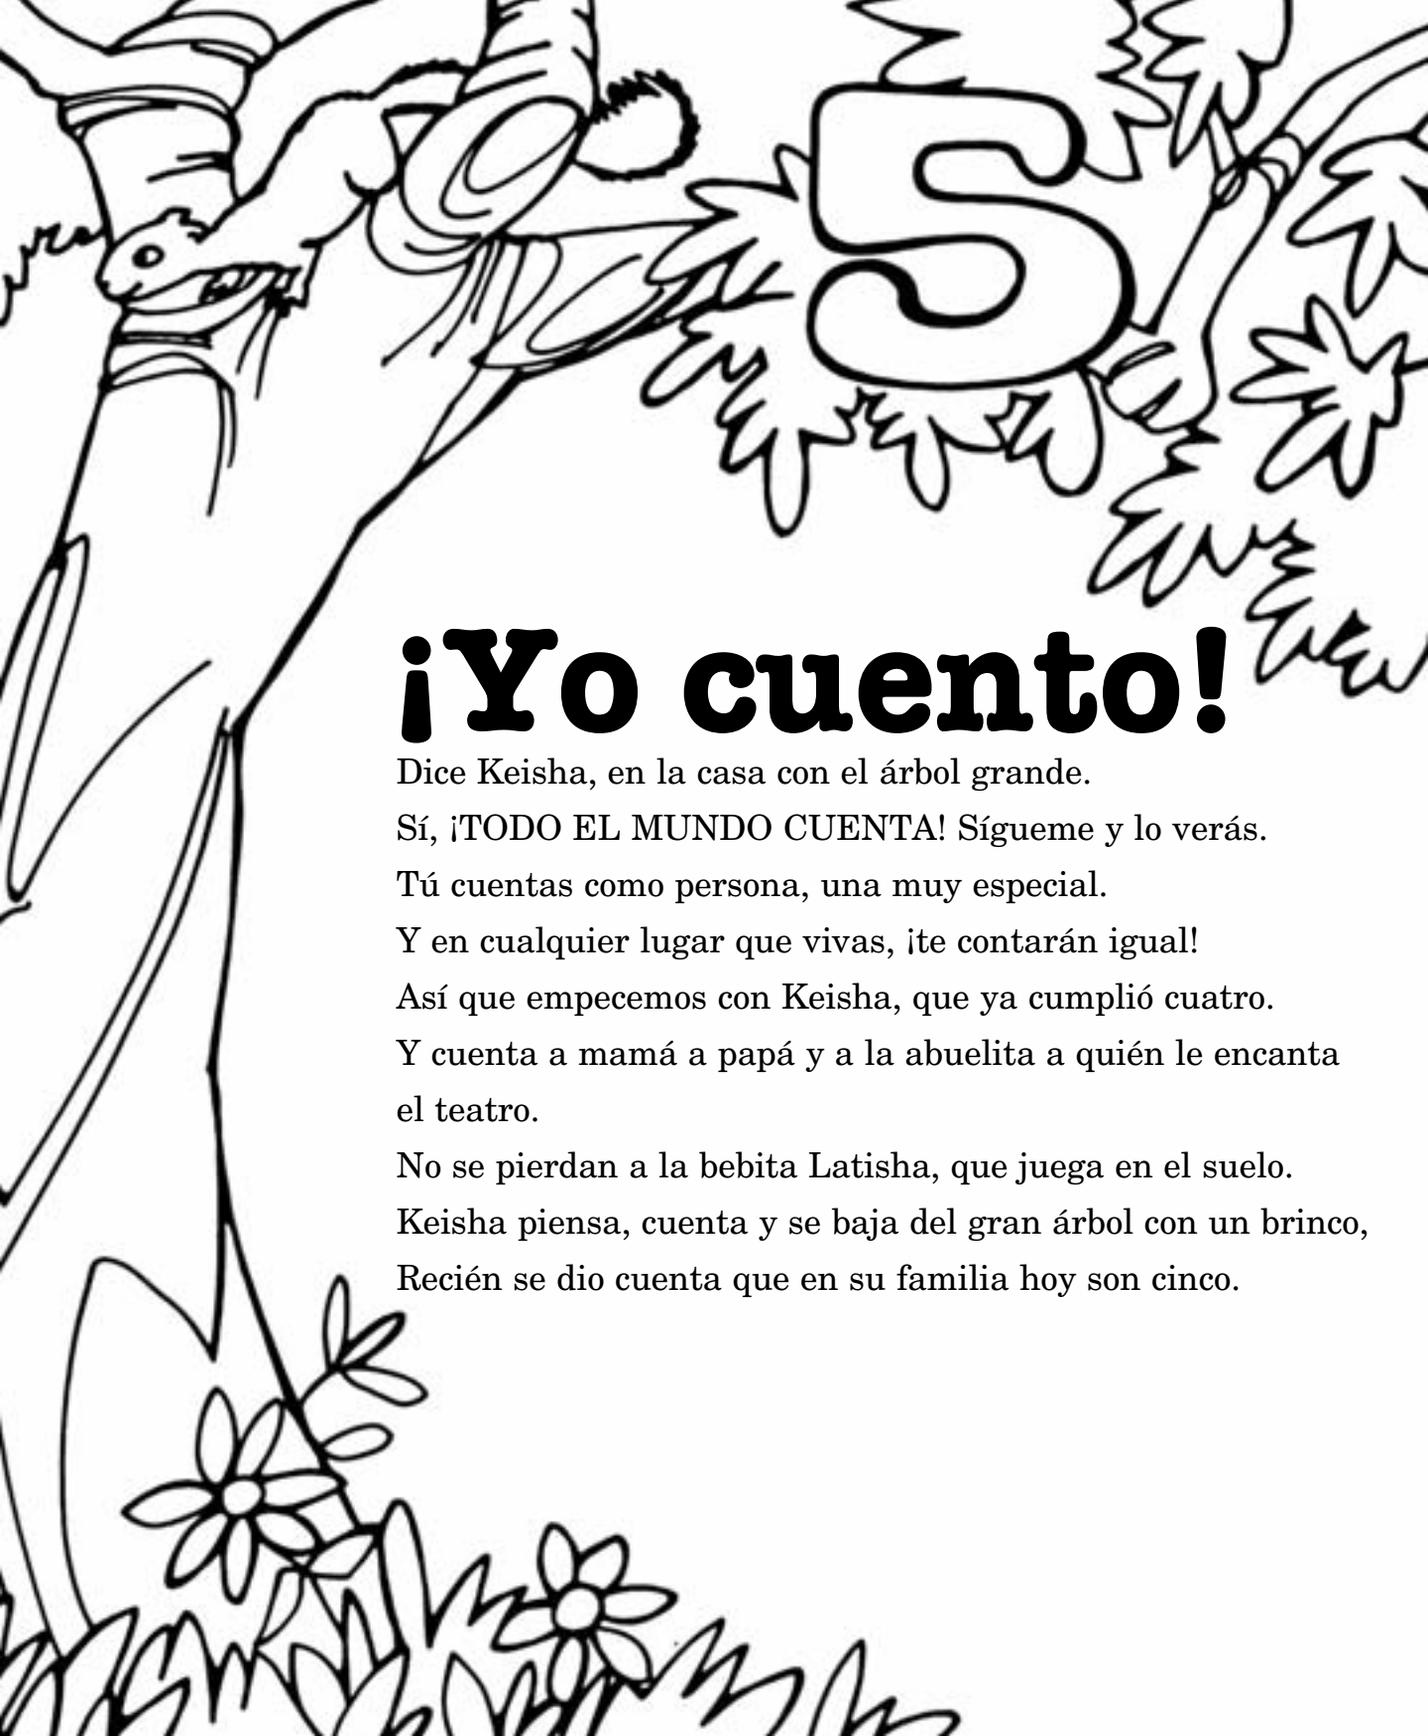 5
¡Yo cuento!
Dice Keisha, en la casa con el árbol grande.
Sí, ¡TODO EL MUNDO CUENTA! Sígueme y lo verás.
Tú cuentas como persona, una muy especial.
Y en cualquier lugar que vivas, ¡te contarán igual!
Así que empecemos con Keisha, que ya cumplió cuatro.
Y cuenta a mamá a papá y a la abuelita a quién le encanta
el teatro.
No se pierdan a la bebita Latisha, que juega en el suelo.
Keisha piensa, cuenta y se baja del gran árbol con un brinco,
Recién se dio cuenta que en su familia hoy son cinco.